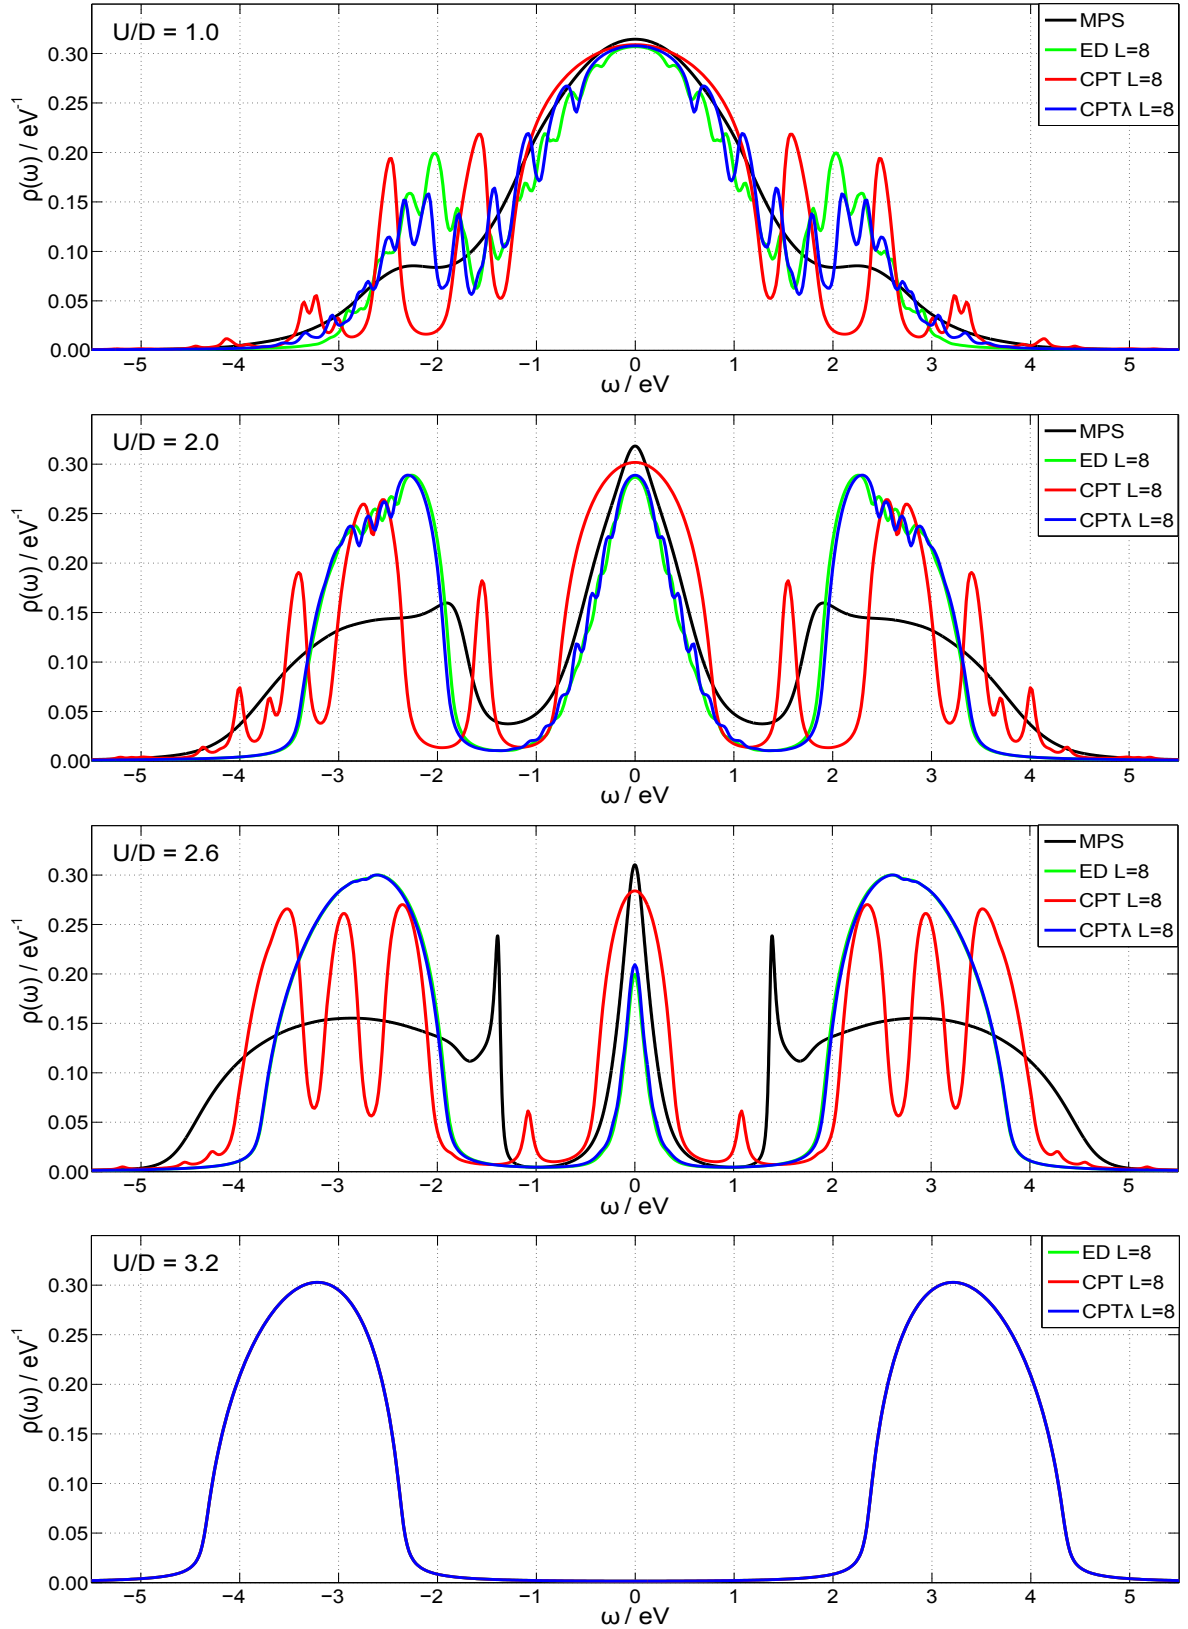 U/D = 1.0
MPS
ED L=8
CPT L=8
CPTλ L=8
ρ(ω) / eV⁻¹
0.30
0.25
0.20
0.15
0.10
0.05
0.00
−5 −4 −3 −2 −1 0 1 2 3 4 5
ω / eV
U/D = 2.0
MPS
ED L=8
CPT L=8
CPTλ L=8
ρ(ω) / eV⁻¹
0.30
0.25
0.20
0.15
0.10
0.05
0.00
−5 −4 −3 −2 −1 0 1 2 3 4 5
ω / eV
U/D = 2.6
MPS
ED L=8
CPT L=8
CPTλ L=8
ρ(ω) / eV⁻¹
0.30
0.25
0.20
0.15
0.10
0.05
0.00
−5 −4 −3 −2 −1 0 1 2 3 4 5
ω / eV
U/D = 3.2
ED L=8
CPT L=8
CPTλ L=8
ρ(ω) / eV⁻¹
0.30
0.25
0.20
0.15
0.10
0.05
0.00
−5 −4 −3 −2 −1 0 1 2 3 4 5
ω / eV